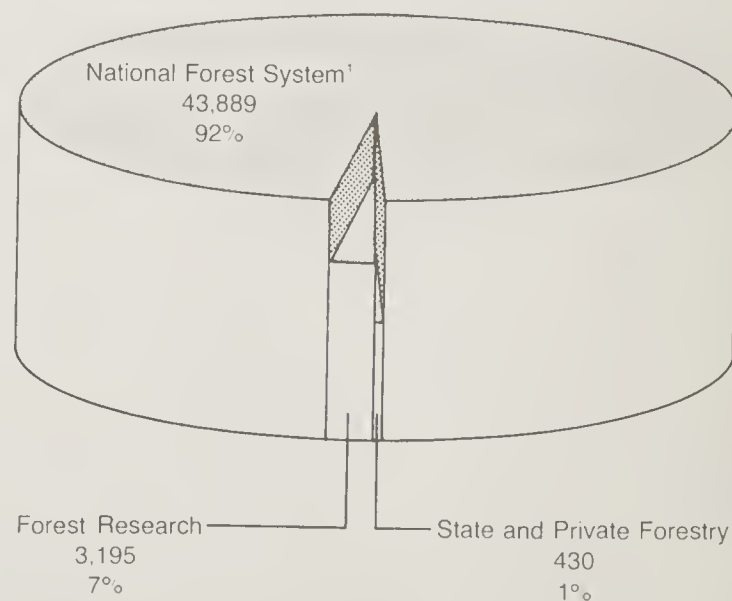 National Forest System¹
43,889
92%
Forest Research
3,195
7%
State and Private Forestry
430
1%